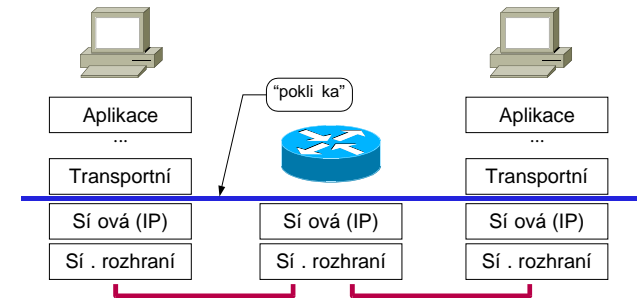 “pokli ka”
Aplikace
Aplikace
...
...
Transportní
Transportní
Sí ová (IP)
Sí ová (IP)
Sí ová (IP)
Sí . rozhraní
Sí . rozhraní
Sí . rozhraní